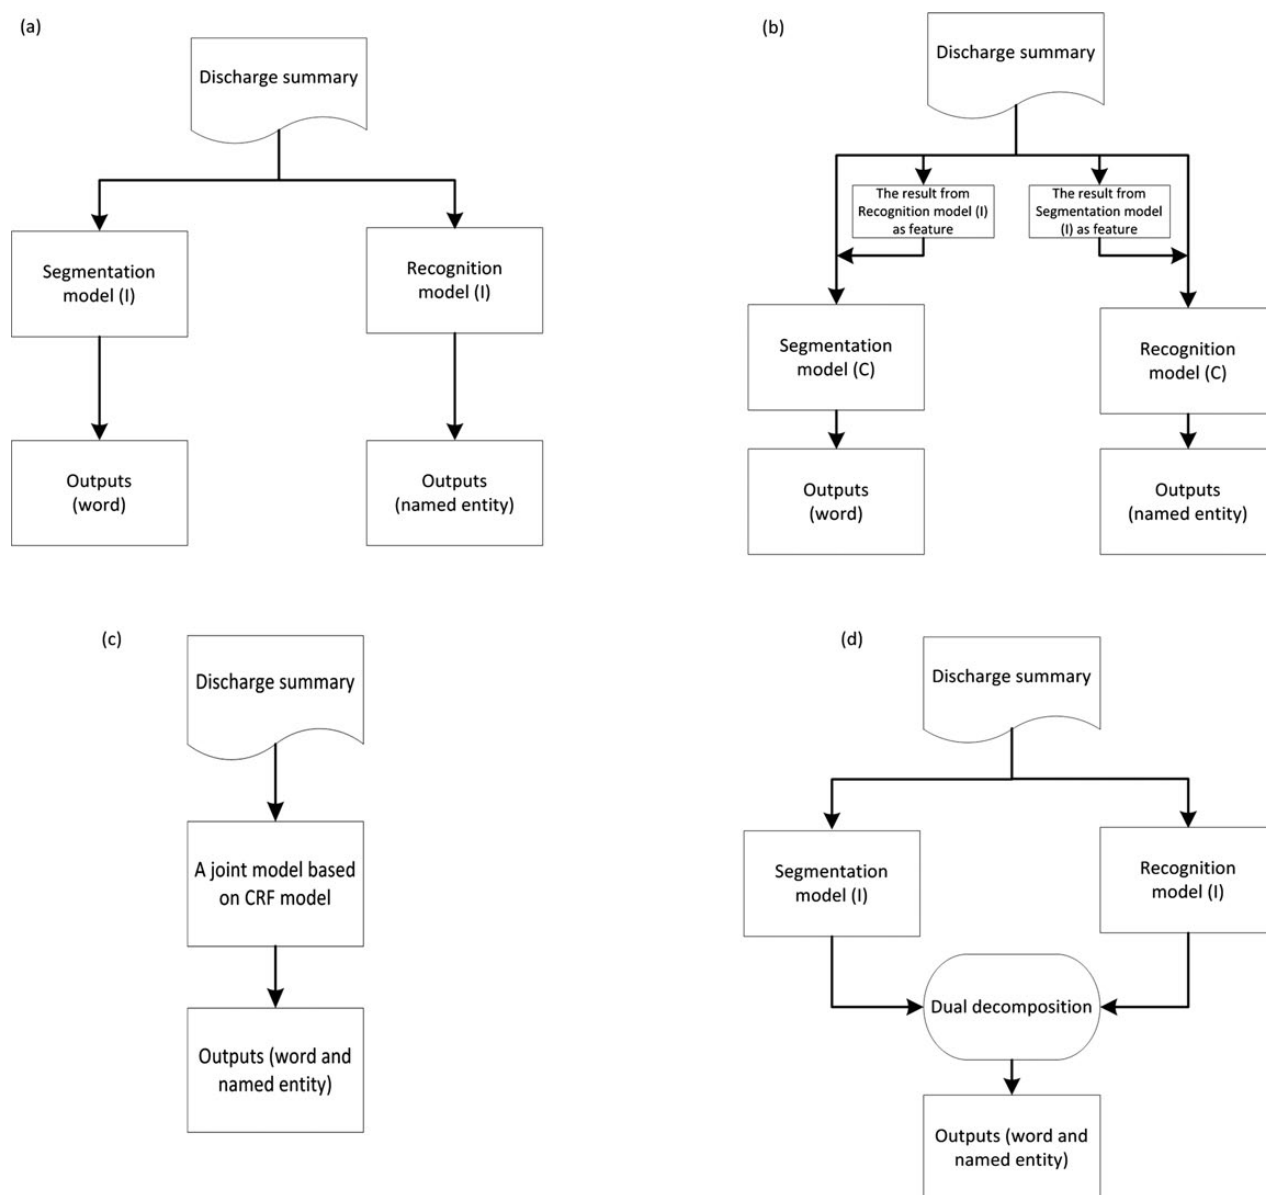 (a)
Discharge summary
Segmentation
model (I)
Recognition
model (I)
Outputs
(word)
Outputs
(named entity)
(b)
Discharge summary
The result from
Recognition model (I)
as feature
The result from
Segmentation model
(I) as feature
Segmentation
model (C)
Recognition
model (C)
Outputs
(word)
Outputs
(named entity)
(c)
Discharge summary
A joint model based
on CRF model
Outputs (word and
named entity)
(d)
Discharge summary
Segmentation
model (I)
Recognition
model (I)
Dual decomposition
Outputs (word and
named entity)